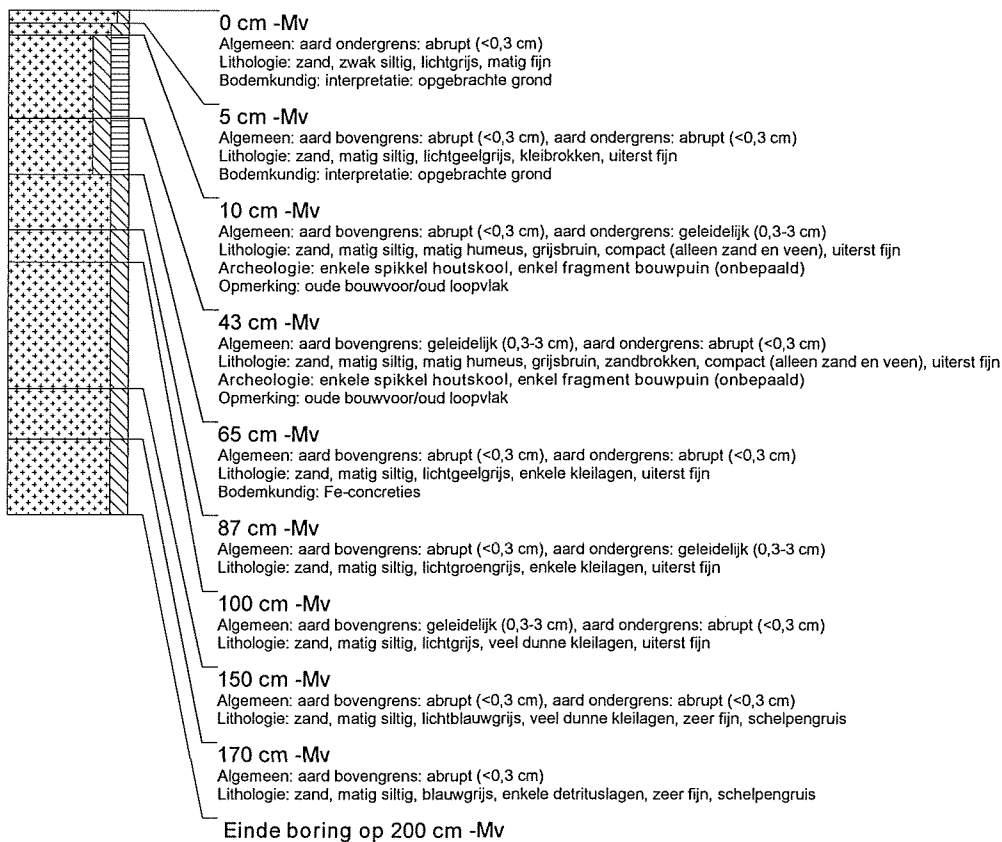 0 cm -Mv
Algemeen: aard ondergrens: abrupt (<0,3 cm)
Lithologie: zand, zwak siltig, lichtgrijs, matig fijn
Bodemkundig: interpretatie: opgebrachte grond
5 cm -Mv
Algemeen: aard bovengrens: abrupt (<0,3 cm), aard ondergrens: abrupt (<0,3 cm)
Lithologie: zand, matig siltig, lichtgeelgrijs, kleibrokken, uiterst fijn
Bodemkundig: interpretatie: opgebrachte grond
10 cm -Mv
Algemeen: aard bovengrens: abrupt (<0,3 cm), aard ondergrens: geleidelijk (0,3-3 cm)
Lithologie: zand, matig siltig, matig humeus, grijsbruin, compact (alleen zand en veen), uiterst fijn
Archeologie: enkele spikkel houtskool, enkel fragment bouwpuin (onbepaald)
Opmerking: oude bouwvoor/oud loopvlak
43 cm -Mv
Algemeen: aard bovengrens: geleidelijk (0,3-3 cm), aard ondergrens: abrupt (<0,3 cm)
Lithologie: zand, matig siltig, matig humeus, grijsbruin, zandbrokken, compact (alleen zand en veen), uiterst fijn
Archeologie: enkele spikkel houtskool, enkel fragment bouwpuin (onbepaald)
Opmerking: oude bouwvoor/oud loopvlak
65 cm -Mv
Algemeen: aard bovengrens: abrupt (<0,3 cm), aard ondergrens: abrupt (<0,3 cm)
Lithologie: zand, matig siltig, lichtgeelgrijs, enkele kleilagen, uiterst fijn
Bodemkundig: Fe-concreties
87 cm -Mv
Algemeen: aard bovengrens: abrupt (<0,3 cm), aard ondergrens: geleidelijk (0,3-3 cm)
Lithologie: zand, matig siltig, lichtgroengrijs, enkele kleilagen, uiterst fijn
100 cm -Mv
Algemeen: aard bovengrens: geleidelijk (0,3-3 cm), aard ondergrens: abrupt (<0,3 cm)
Lithologie: zand, matig siltig, lichtgrijs, veel dunne kleilagen, uiterst fijn
150 cm -Mv
Algemeen: aard bovengrens: abrupt (<0,3 cm), aard ondergrens: abrupt (<0,3 cm)
Lithologie: zand, matig siltig, lichtblauwgrijs, veel dunne kleilagen, zeer fijn, schelpengruis
170 cm -Mv
Algemeen: aard bovengrens: abrupt (<0,3 cm)
Lithologie: zand, matig siltig, blauwgrijs, enkele detrituslagen, zeer fijn, schelpengruis
Einde boring op 200 cm -Mv